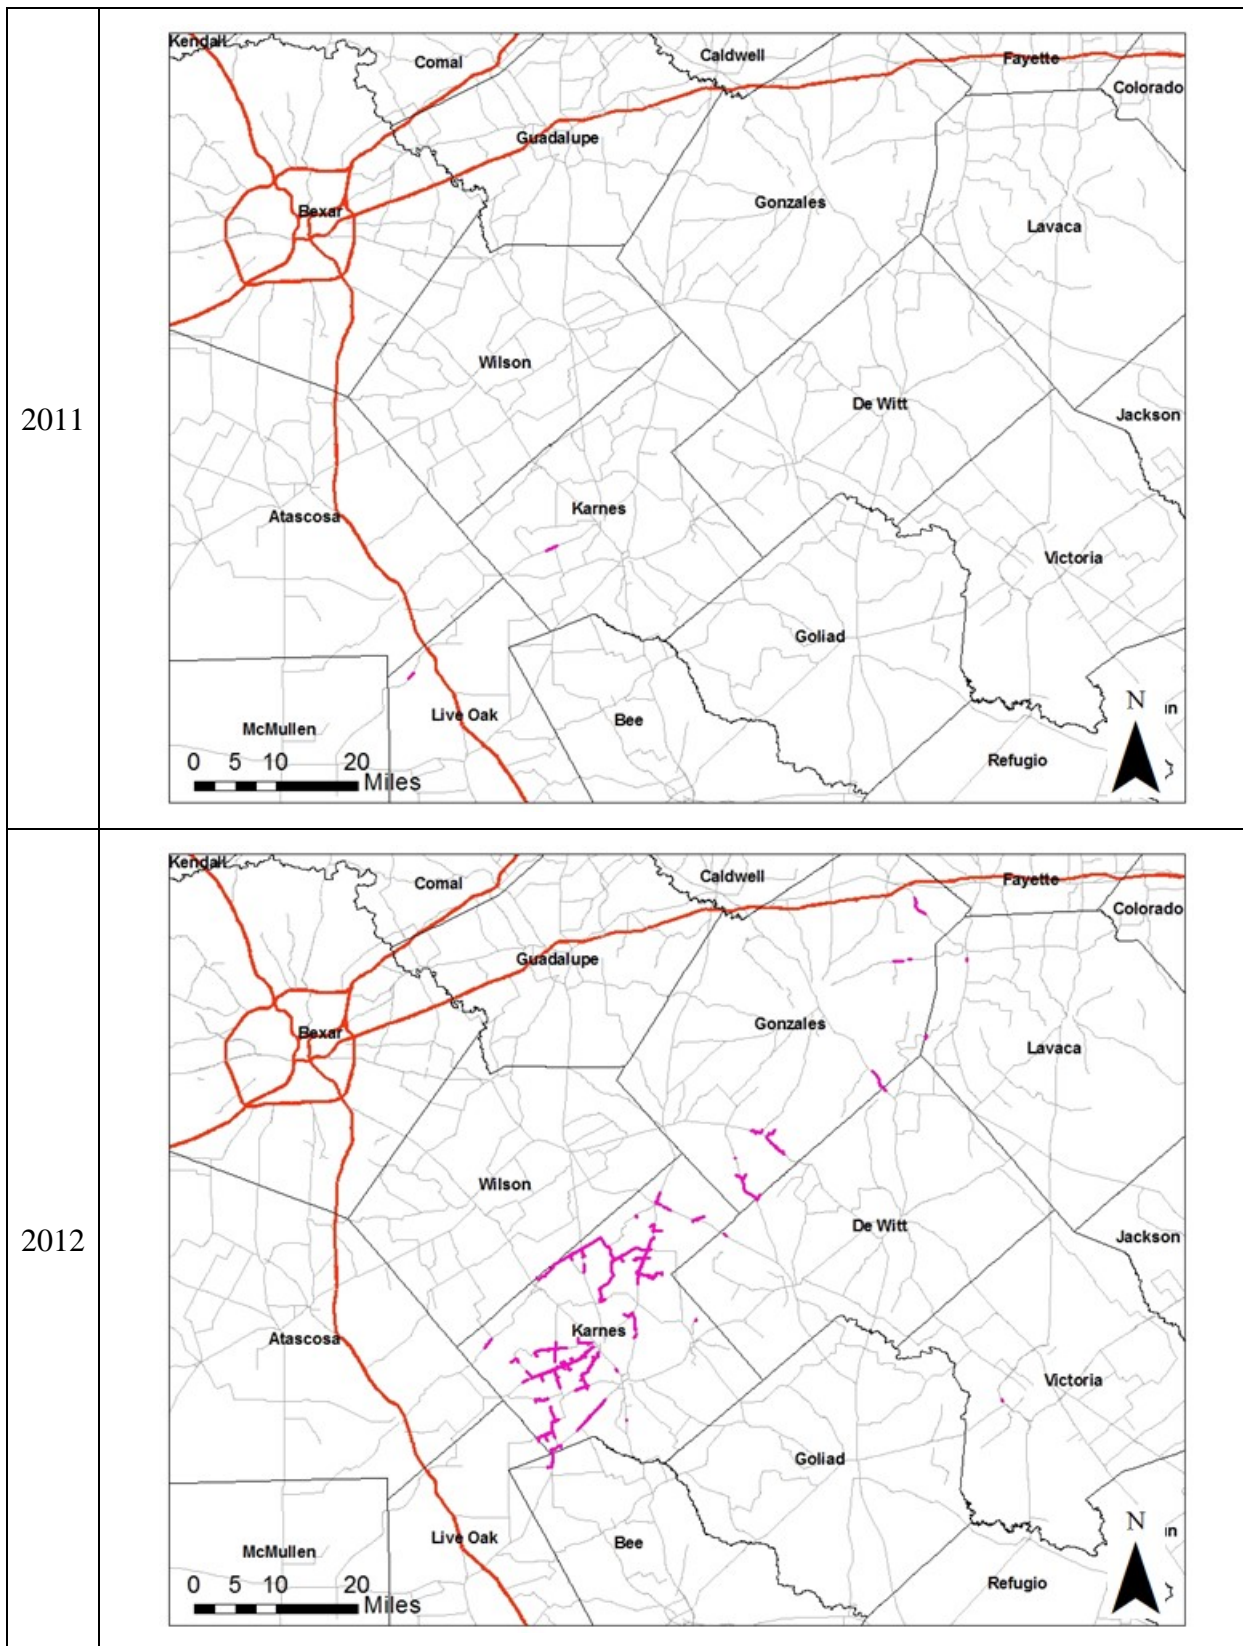 2011
Kendall
Comal
Caldwell
Fayette
Colorado
Guadalupe
Bexar
Gonzales
Lavaca
Wilson
De Witt
Jackson
Karnes
Atascosa
Victoria
Goliad
Live Oak
Bee
McMullen
N
in
Refugio
0 5 10 20
Miles
2012
Kendall
Comal
Caldwell
Fayette
Colorado
Guadalupe
Bexar
Gonzales
Lavaca
Wilson
De Witt
Jackson
Karnes
Atascosa
Victoria
Goliad
Live Oak
Bee
McMullen
N
in
Refugio
0 5 10 20
Miles